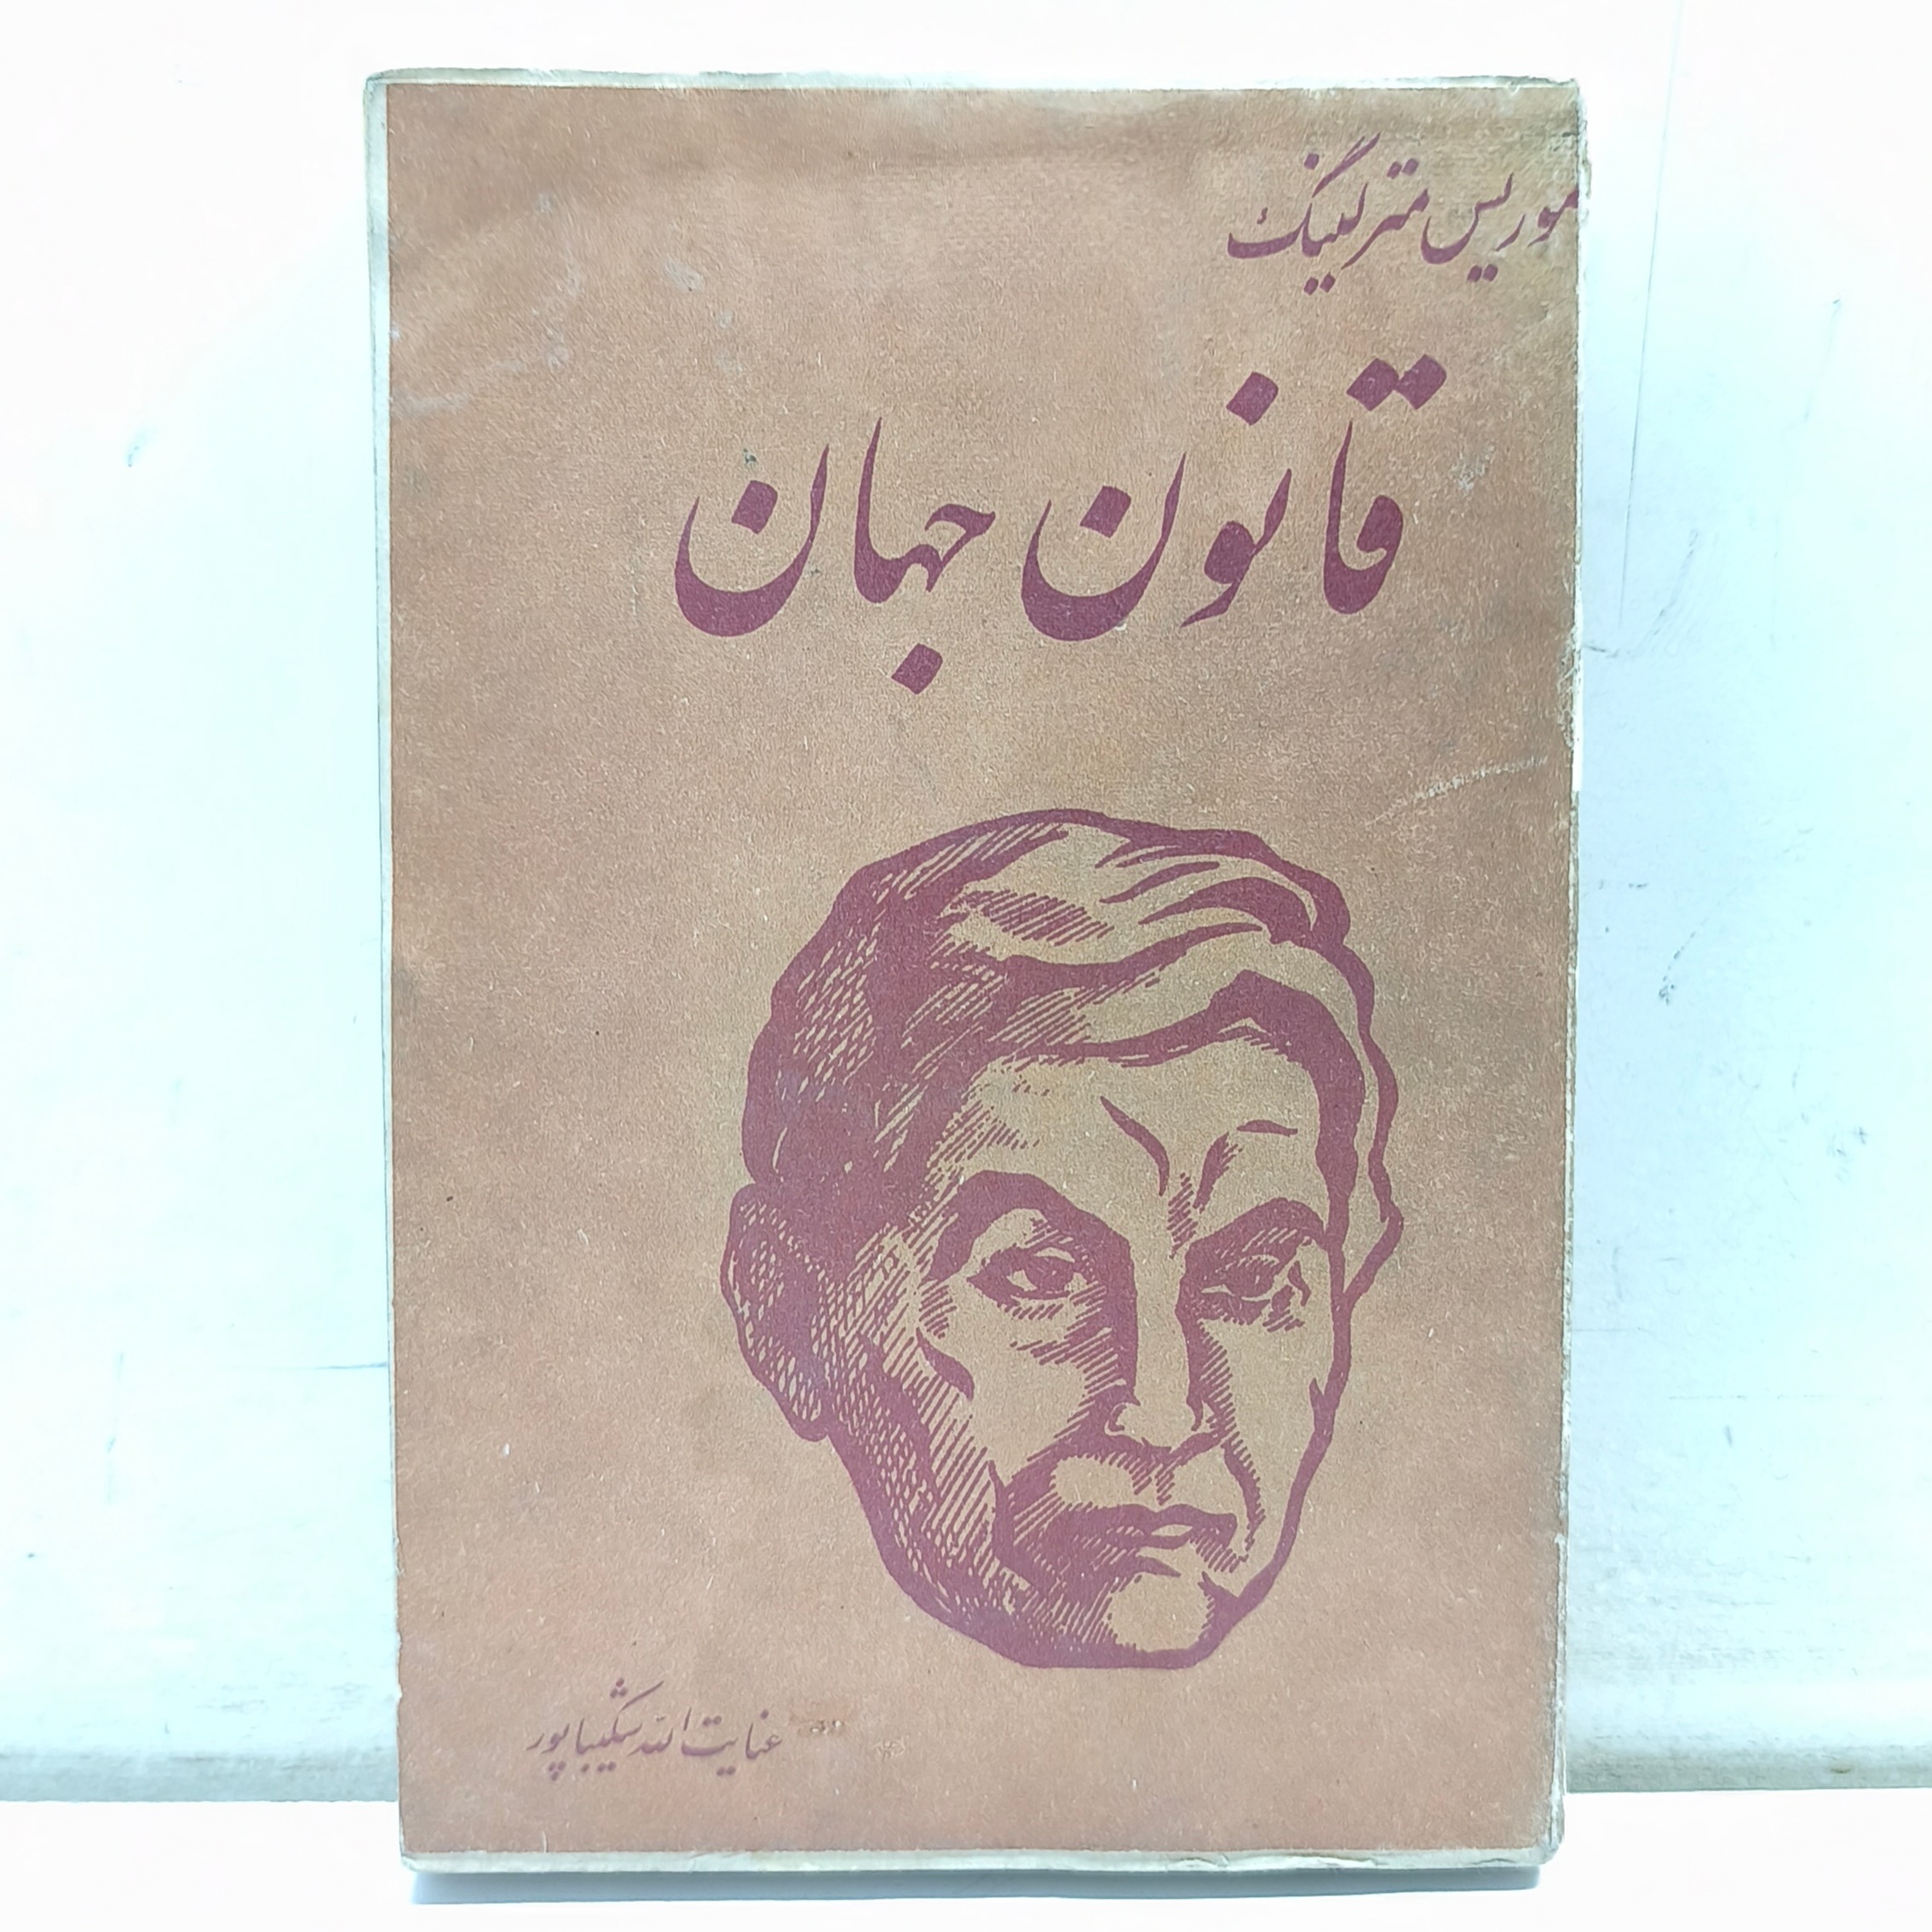 موریس مترلینگ
قانون جهان
عنایت الله شکیباپور